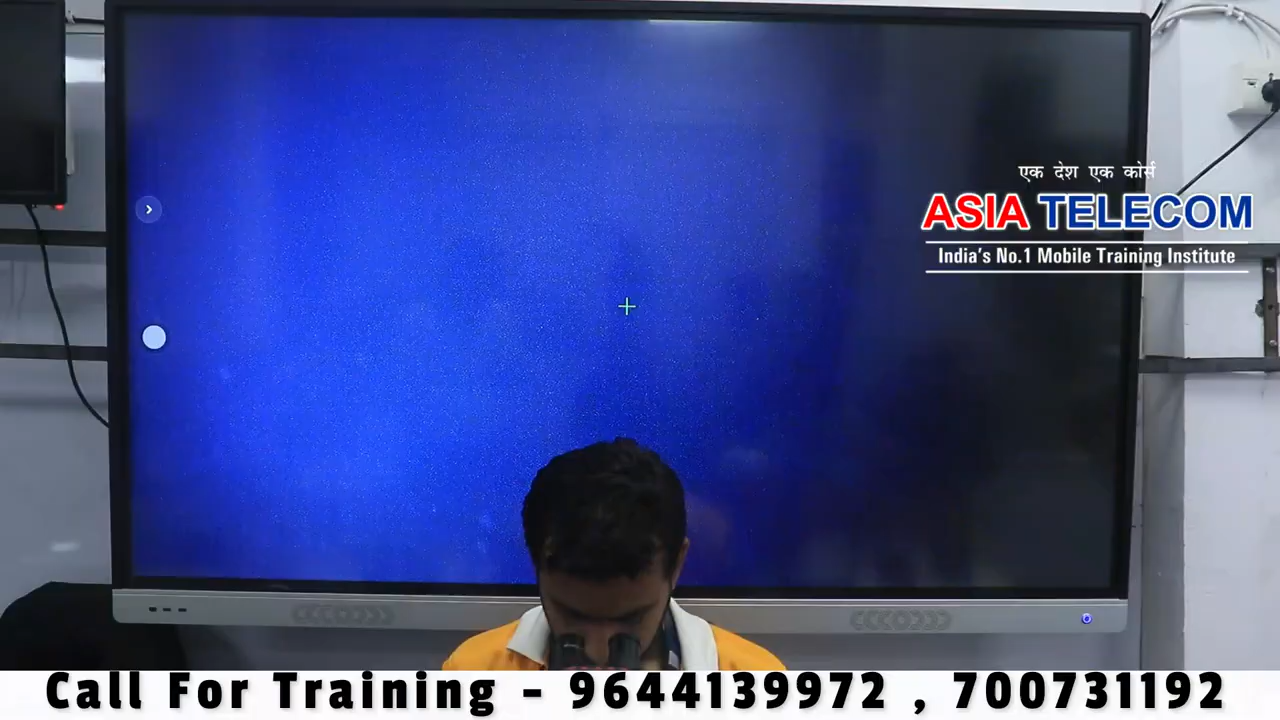 एक देश एक कोर्स
ASIA TELECOM
India's No.1 Mobile Training Institute
Call For Training - 9644139972 , 700731192